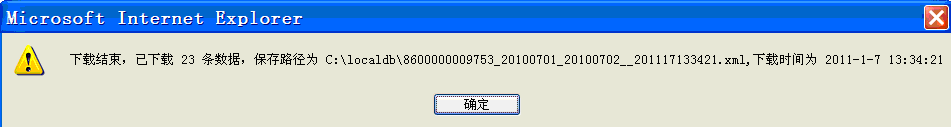 Microsoft Internet Explorer
下载结束，已下载 23 条数据，保存路径为 C:\localdb\8600000009753_20100701_20100702__201117133421.xml,下载时间为 2011-1-7 13:34:21
确定